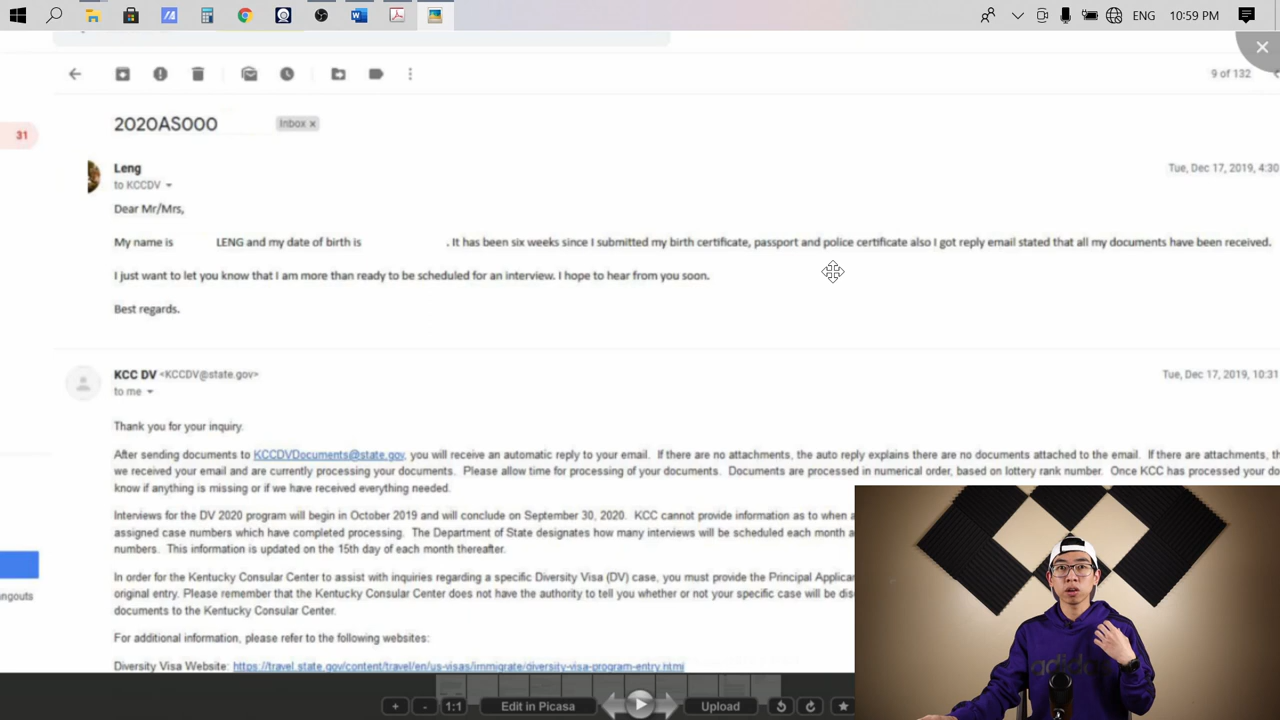 ENG 10:59 PM
9 of 132
2020AS000 Inbox x
31
Leng Tue, Dec 17, 2019, 4:30
to KCCDV
Dear Mr/Mrs,
My name is LENG and my date of birth is . It has been six weeks since I submitted my birth certificate, passport and police certificate also I got reply email stated that all my documents have been received.
I just want to let you know that I am more than ready to be scheduled for an interview. I hope to hear from you soon.
Best regards.
KCC DV <KCCDV@state.gov> Tue, Dec 17, 2019, 10:31
to me
Thank you for your inquiry.
After sending documents to KCCDVDocuments@state.gov, you will receive an automatic reply to your email. If there are no attachments, the auto reply explains there are no documents attached to the email. If there are attachments, th
we received your email and are currently processing your documents. Please allow time for processing of your documents. Documents are processed in numerical order, based on lottery rank number. Once KCC has processed your do
know if anything is missing or if we have received everything needed.
Interviews for the DV 2020 program will begin in October 2019 and will conclude on September 30, 2020. KCC cannot provide information as to when a
assigned case numbers which have completed processing. The Department of State designates how many interviews will be scheduled each month a
numbers. This information is updated on the 15th day of each month thereafter.
In order for the Kentucky Consular Center to assist with inquiries regarding a specific Diversity Visa (DV) case, you must provide the Principal Applican
angouts
original entry. Please remember that the Kentucky Consular Center does not have the authority to tell you whether or not your specific case will be dis
documents to the Kentucky Consular Center.
For additional information, please refer to the following websites:
Diversity Visa Website: https://travel.state.gov/content/travel/en/us-visas/immigrate/diversity-visa-program-entry.html
+ - 1:1 Edit in Picasa Upload
adidas